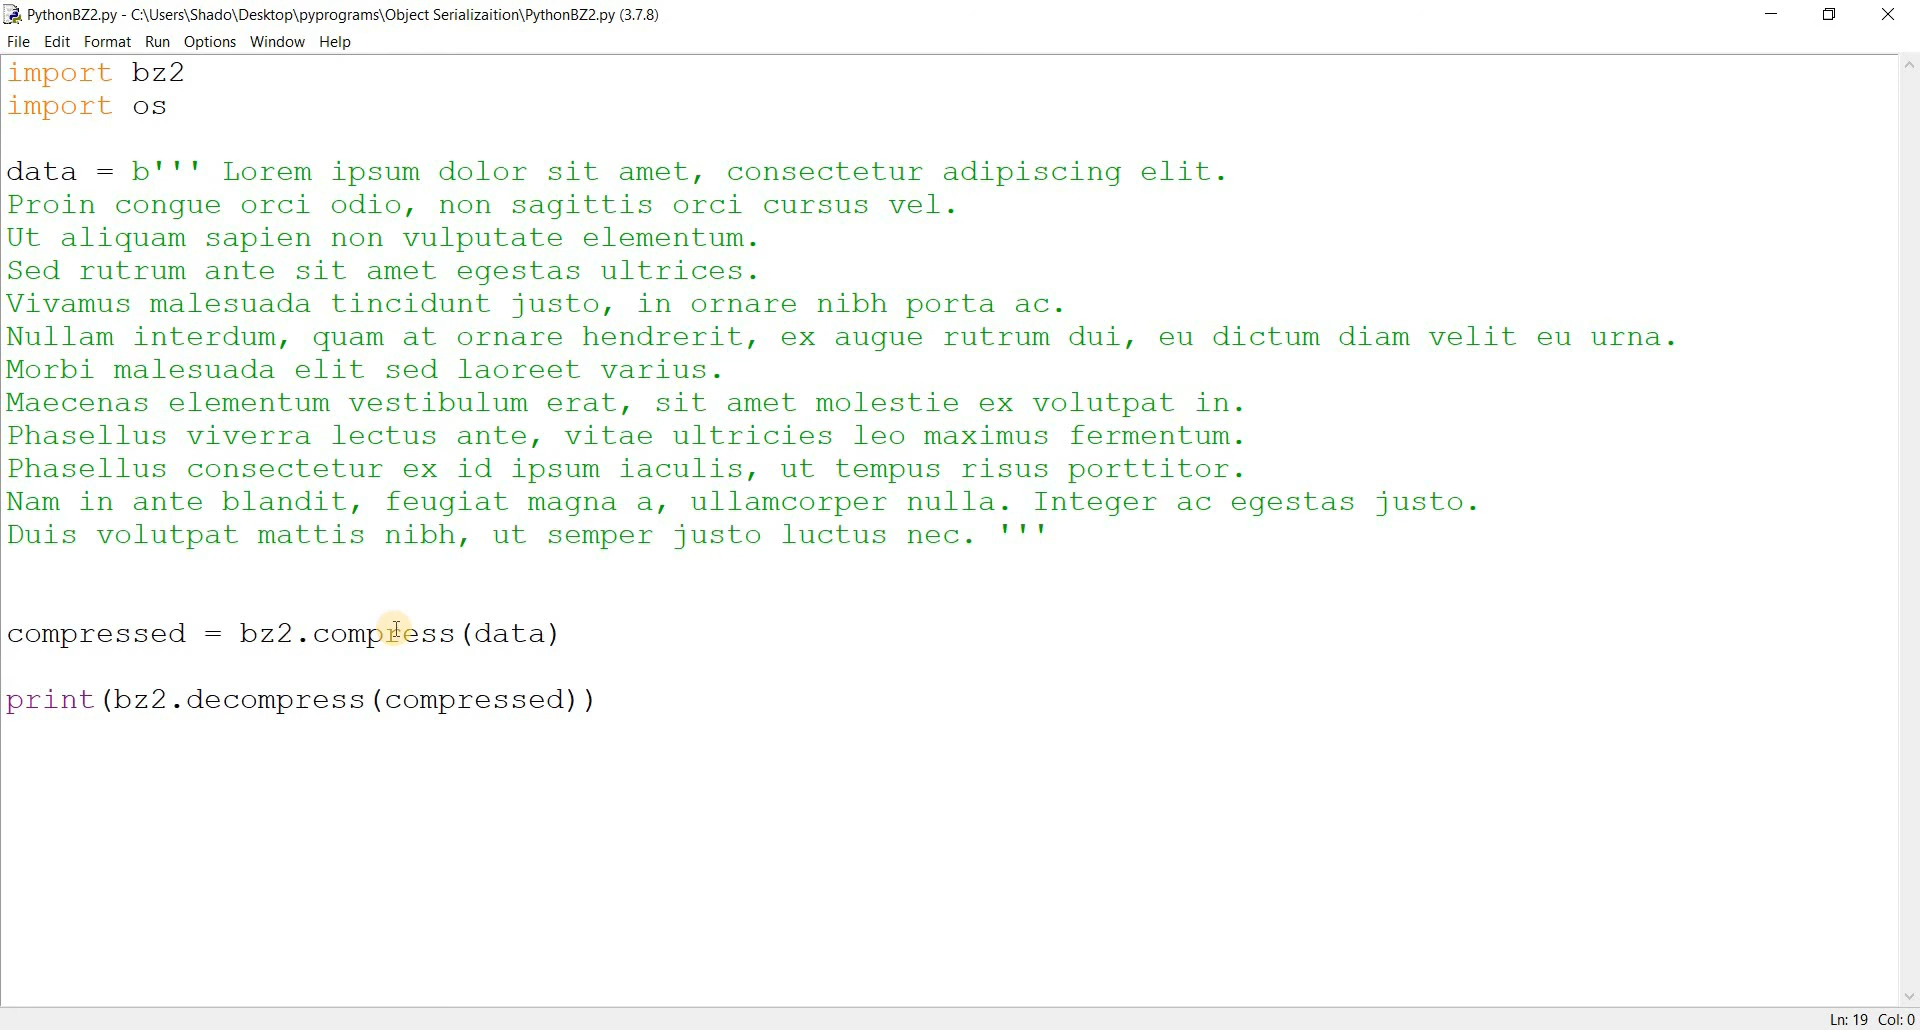 PythonBZ2.py - C:\Users\Shado\Desktop\pyprograms\Object Serializaition\PythonBZ2.py (3.7.8)
File Edit Format Run Options Window Help
import bz2
import os
data = b''' Lorem ipsum dolor sit amet, consectetur adipiscing elit.
Proin congue orci odio, non sagittis orci cursus vel.
Ut aliquam sapien non vulputate elementum.
Sed rutrum ante sit amet egestas ultrices.
Vivamus malesuada tincidunt justo, in ornare nibh porta ac.
Nullam interdum, quam at ornare hendrerit, ex augue rutrum dui, eu dictum diam velit eu urna.
Morbi malesuada elit sed laoreet varius.
Maecenas elementum vestibulum erat, sit amet molestie ex volutpat in.
Phasellus viverra lectus ante, vitae ultricies leo maximus fermentum.
Phasellus consectetur ex id ipsum iaculis, ut tempus risus porttitor.
Nam in ante blandit, feugiat magna a, ullamcorper nulla. Integer ac egestas justo.
Duis volutpat mattis nibh, ut semper justo luctus nec. '''
compressed = bz2.compress(data)
print(bz2.decompress(compressed))
Ln: 19 Col: 0